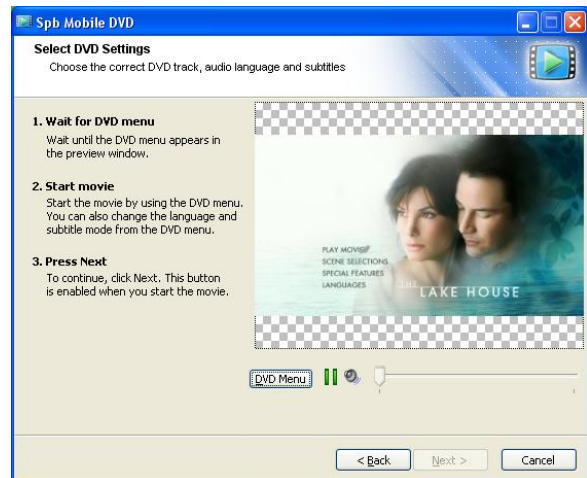 Spb Mobile DVD
Select DVD Settings
Choose the correct DVD track, audio language and subtitles
1. Wait for DVD menu
Wait until the DVD menu appears in
the preview window.
2. Start movie
Start the movie by using the DVD menu.
You can also change the language and
subtitle mode from the DVD menu.
3. Press Next
To continue, click Next. This button
is enabled when you start the movie.
PLAY MOVIE
SCENE SELECTIONS
SPECIAL FEATURES
LANGUAGES
THE LAKE HOUSE
DVD Menu
< Back
Next >
Cancel